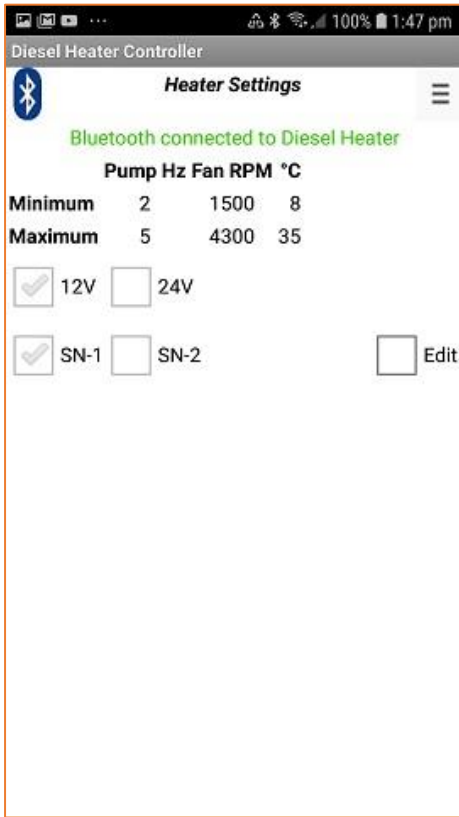 100% 1:47 pm
Diesel Heater Controller
Heater Settings
Bluetooth connected to Diesel Heater
Pump Hz Fan RPM °C
Minimum 2 1500 8
Maximum 5 4300 35
12V 24V
SN-1 SN-2 Edit